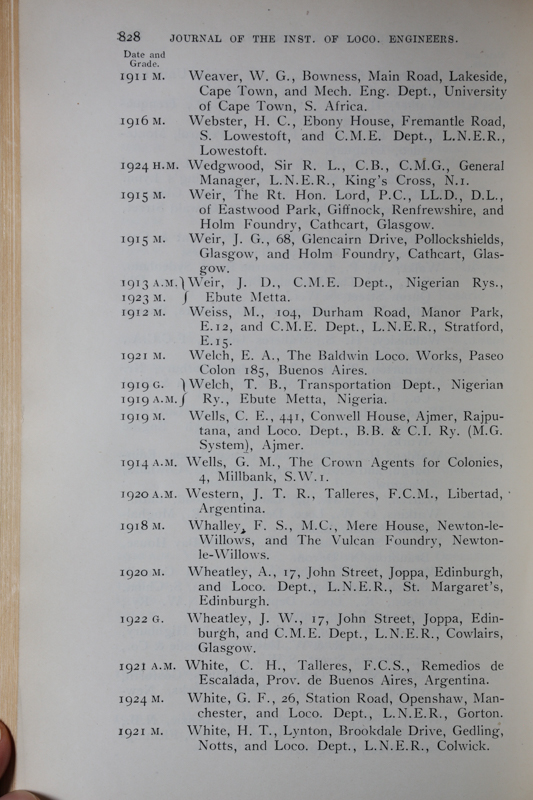 828 JOURNAL OF THE INST. OF LOCO. ENGINEERS.
Date and
Grade.
1911 M. Weaver, W. G., Bowness, Main Road, Lakeside,
Cape Town, and Mech. Eng. Dept., University
of Cape Town, S. Africa.
1916 M. Webster, H. C., Ebony House, Fremantle Road,
S. Lowestoft, and C.M.E. Dept., L.N.E.R.,
Lowestoft.
1924 H.M. Wedgwood, Sir R. L., C.B., C.M.G., General
Manager, L.N.E.R., King's Cross, N.1.
1915 M. Weir, The Rt. Hon. Lord, P.C., LL.D., D.L.,
of Eastwood Park, Giffnock, Renfrewshire, and
Holm Foundry, Cathcart, Glasgow.
1915 M. Weir, J. G., 68, Glencairn Drive, Pollockshields,
Glasgow, and Holm Foundry, Cathcart, Glas-
gow.
1913 A.M. } Weir, J. D., C.M.E. Dept., Nigerian Rys.,
1923 M. } Ebute Metta.
1912 M. Weiss, M., 104, Durham Road, Manor Park,
E.12, and C.M.E. Dept., L.N.E.R., Stratford,
E.15.
1921 M. Welch, E. A., The Baldwin Loco. Works, Paseo
Colon 185, Buenos Aires.
1919 G. } Welch, T. B., Transportation Dept., Nigerian
1919 A.M. } Ry., Ebute Metta, Nigeria.
1919 M. Wells, C. E., 441, Conwell House, Ajmer, Rajpu-
tana, and Loco. Dept., B.B. & C.I. Ry. (M.G.
System), Ajmer.
1914 A.M. Wells, G. M., The Crown Agents for Colonies,
4, Millbank, S.W.1.
1920 A.M. Western, J. T. R., Talleres, F.C.M., Libertad,
Argentina.
1918 M. Whalley, F. S., M.C., Mere House, Newton-le-
Willows, and The Vulcan Foundry, Newton-
le-Willows.
1920 M. Wheatley, A., 17, John Street, Joppa, Edinburgh,
and Loco. Dept., L.N.E.R., St. Margaret's,
Edinburgh.
1922 G. Wheatley, J. W., 17, John Street, Joppa, Edin-
burgh, and C.M.E. Dept., L.N.E.R., Cowlairs,
Glasgow.
1921 A.M. White, C. H., Talleres, F.C.S., Remedios de
Escalada, Prov. de Buenos Aires, Argentina.
1924 M. White, G. F., 26, Station Road, Openshaw, Man-
chester, and Loco. Dept., L.N.E.R., Gorton.
1921 M. White, H. T., Lynton, Brookdale Drive, Gedling,
Notts, and Loco. Dept., L.N.E.R., Colwick.